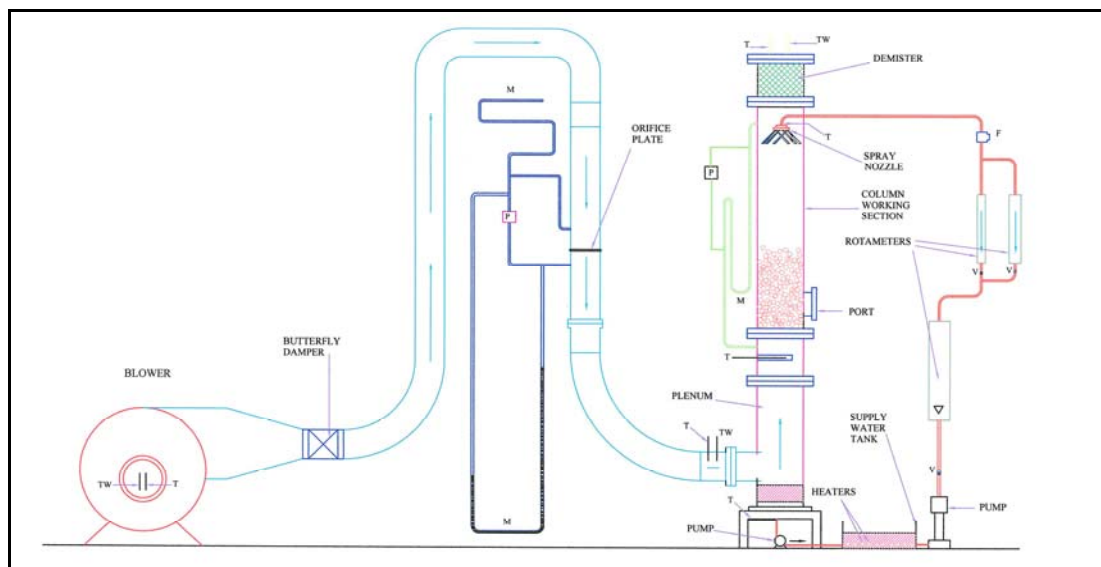 T
TW
DEMISTER
M
ORIFICE
PLATE
T
F
SPRAY
NOZZLE
P
COLUMN
WORKING
SECTION
P
ROTAMETERS
V
V
M
PORT
BUTTERFLY
DAMPER
T
BLOWER
PLENUM
SUPPLY
WATER
TANK
T
TW
V
TW
T
HEATERS
T
PUMP
M
PUMP